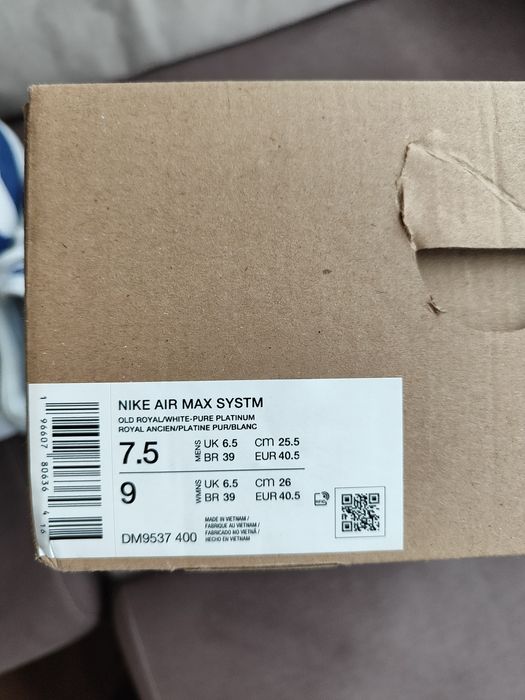 NIKE AIR MAX SYSTM
OLD ROYAL/WHITE-PURE PLATINUM
ROYAL ANCIEN/PLATINE PUR/BLANC
7.5 MENS UK 6.5 cm 25.5
BR 39 EUR 40.5
9 WMNS UK 6.5 cm 26
BR 39 EUR 40.5
DM9537 400
MADE IN VIETNAM /
FABRIQUE AU VIETNAM /
FABRICADO NO VIETNÃ /
HECHO EN VIETNAM
1 96607 80636 4 16